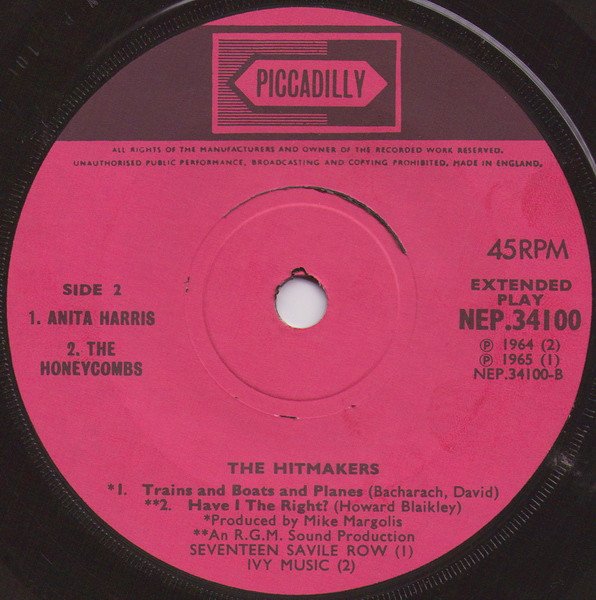 PICCADILLY
ALL RIGHTS OF THE MANUFACTURERS AND OWNER OF THE RECORDED WORK RESERVED.
UNAUTHORISED PUBLIC PERFORMANCE, BROADCASTING AND COPYING PROHIBITED. MADE IN ENGLAND.
45RPM
SIDE 2
1. ANITA HARRIS
2. THE
HONEYCOMBS
EXTENDED
PLAY
NEP.34100
℗ 1964 (2)
℗ 1965 (1)
NEP.34100-B
THE HITMAKERS
*1. Trains and Boats and Planes (Bacharach, David)
**2. Have I The Right? (Howard Blaikley)
*Produced by Mike Margolis
**An R.G.M. Sound Production
SEVENTEEN SAVILE ROW (1)
IVY MUSIC (2)